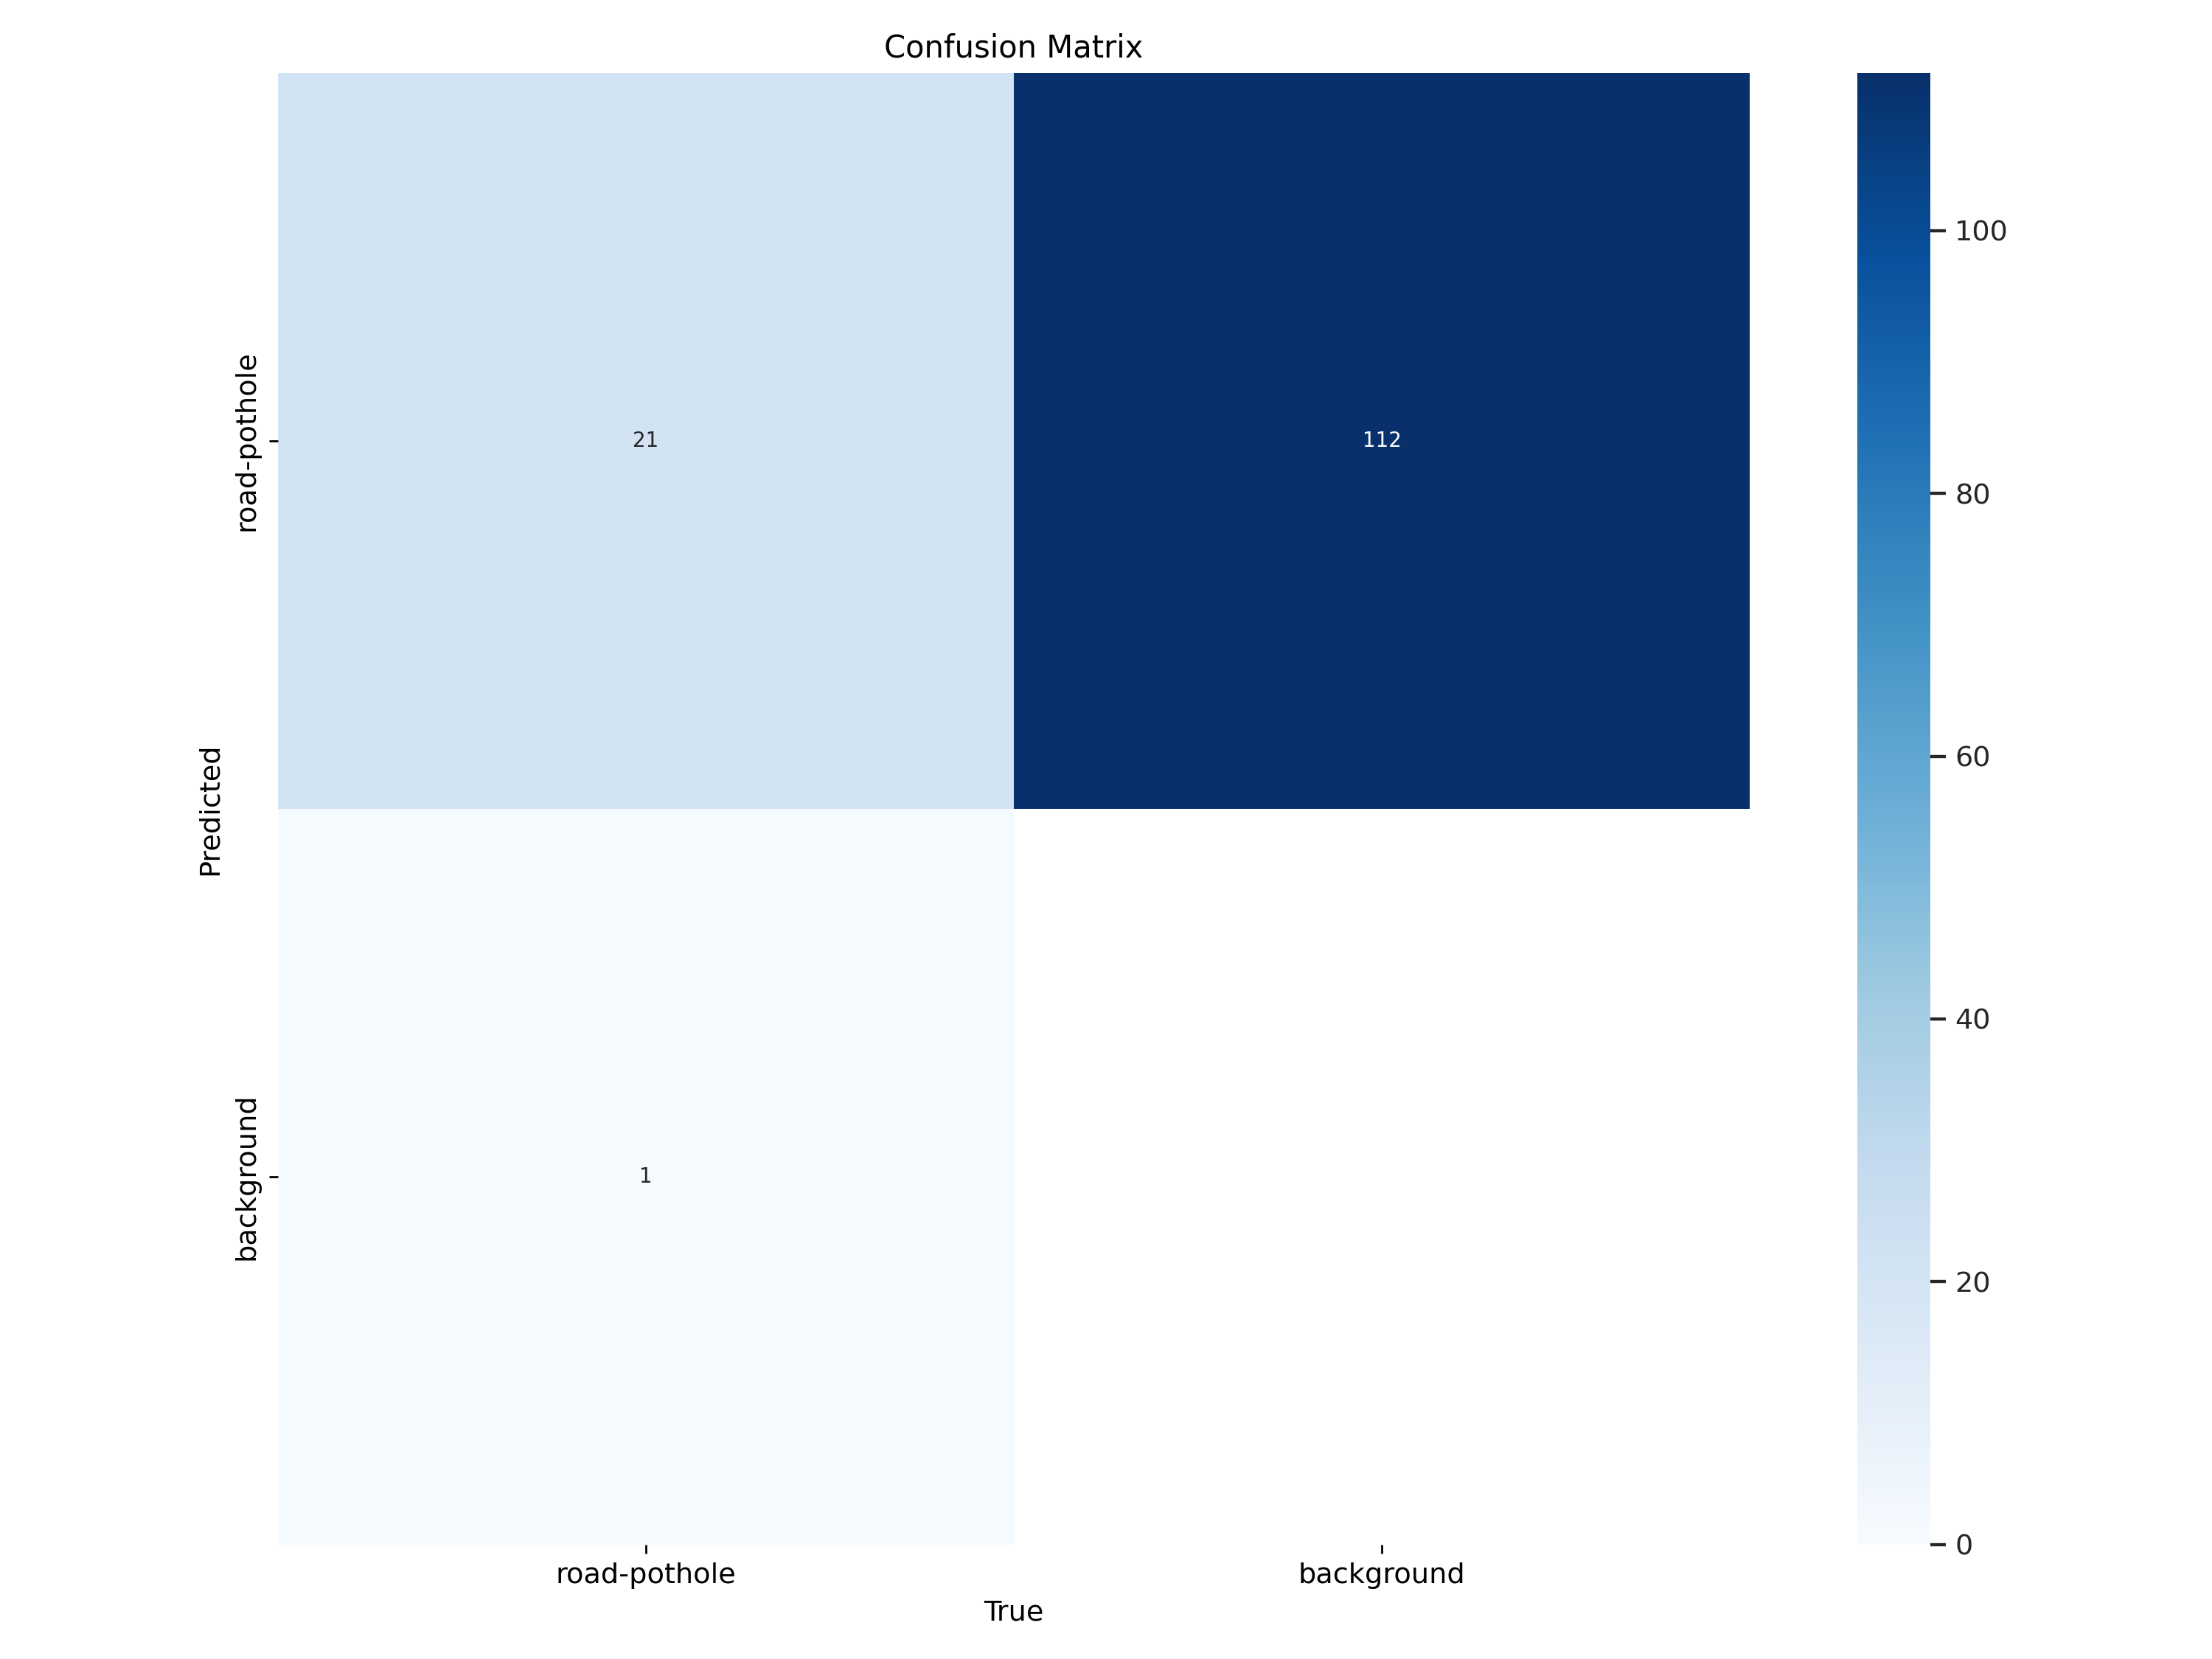 Confusion Matrix
road-pothole
background
Predicted
21
112
1
road-pothole
background
True
100
80
60
40
20
0